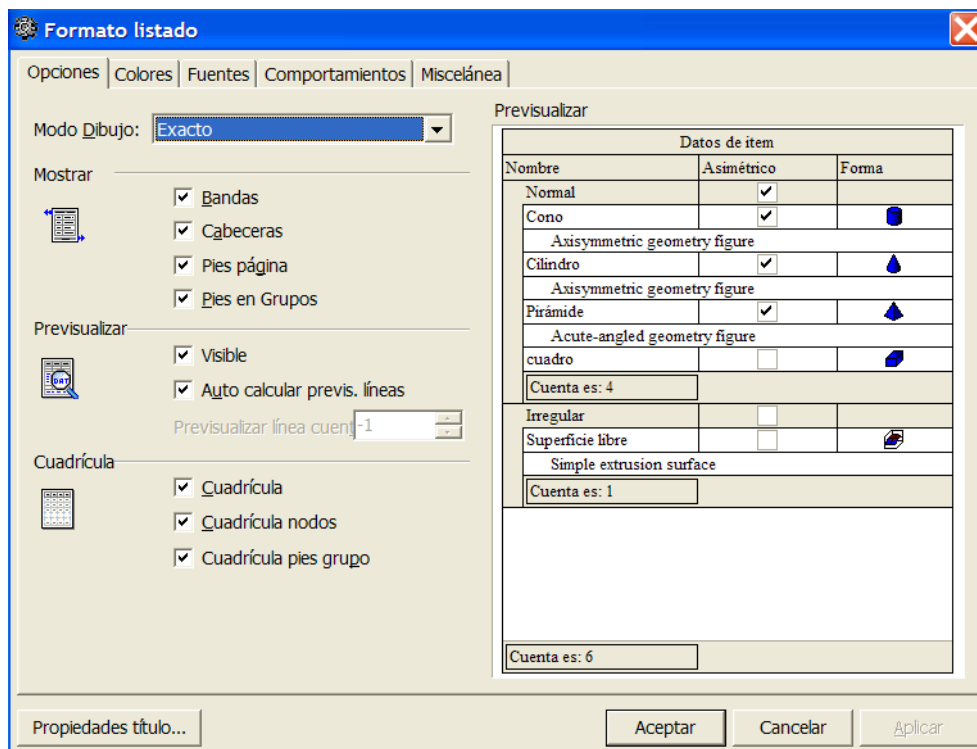 Formato listado
Opciones Colores Fuentes Comportamientos Miscelánea
Modo Dibujo: Exacto
Mostrar
Bandas
Cabeceras
Pies página
Pies en Grupos
Previsualizar
Visible
Auto calcular previs. líneas
Previsualizar línea cuent -1
Cuadrícula
Cuadrícula
Cuadrícula nodos
Cuadrícula pies grupo
Previsualizar
Datos de item
Nombre Asimétrico Forma
Normal
Cono
Axisymmetric geometry figure
Cilindro
Axisymmetric geometry figure
Pirámide
Acute-angled geometry figure
cuadro
Cuenta es: 4
Irregular
Superfície libre
Simple extrusion surface
Cuenta es: 1
Cuenta es: 6
Propiedades título... Aceptar Cancelar Aplicar